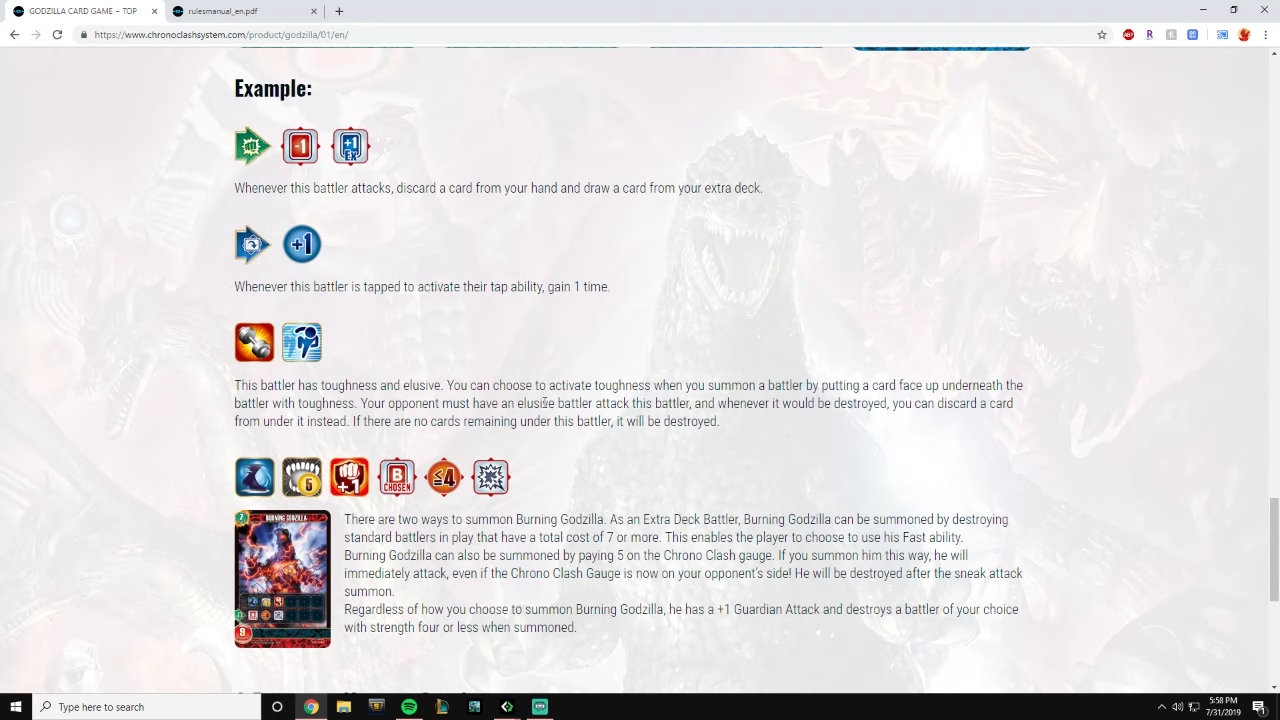 GODZILLA CARD GAME – TOP
rulesmanual_en.pdf
https://www.chronoclashsystem.com/product/godzilla/01/en/
Example:
-1
+1
EX
Whenever this battler attacks, discard a card from your hand and draw a card from your extra deck.
+1
Whenever this battler is tapped to activate their tap ability, gain 1 time.
This battler has toughness and elusive. You can choose to activate toughness when you summon a battler by putting a card face up underneath the
battler with toughness. Your opponent must have an elusive battler attack this battler, and whenever it would be destroyed, you can discard a card
from under it instead. If there are no cards remaining under this battler, it will be destroyed.
5
+1
B
CHOSEN
≤4
7
BURNING GODZILLA
9
There are two ways to summon Burning Godzilla. As an Extra Deck Battler, Burning Godzilla can be summoned by destroying
standard battlers in play that have a total cost of 7 or more. This enables the player to choose to use his Fast ability.
Burning Godzilla can also be summoned by paying 5 on the Chrono Clash gauge. If you summon him this way, he will
immediately attack, even if the Chrono Clash Gauge is now on your opponent's side! He will be destroyed after the sneak attack
summon.
Regardless of how you choose to summon Burning Godzilla, he has +1 Guardian Attack and destroys a battler of your choice
with strength four or less when summoned.
Type here to search
5:58 PM
7/31/2019